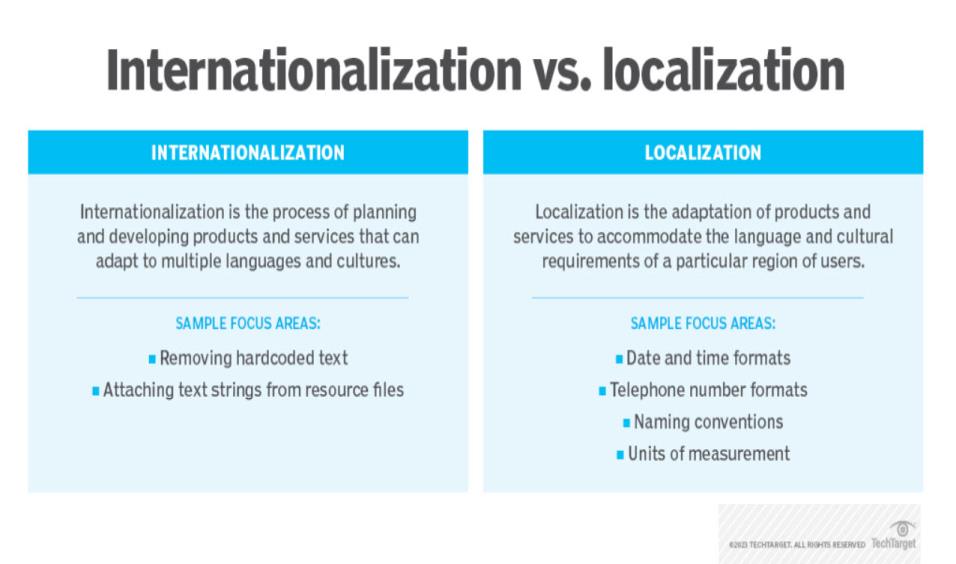 Internationalization vs. localization
INTERNATIONALIZATION
Internationalization is the process of planning
and developing products and services that can
adapt to multiple languages and cultures.
SAMPLE FOCUS AREAS:
■ Removing hardcoded text
■ Attaching text strings from resource files
LOCALIZATION
Localization is the adaptation of products and
services to accommodate the language and cultural
requirements of a particular region of users.
SAMPLE FOCUS AREAS:
■ Date and time formats
■ Telephone number formats
■ Naming conventions
■ Units of measurement
©2023 TECHTARGET. ALL RIGHTS RESERVED TechTarget